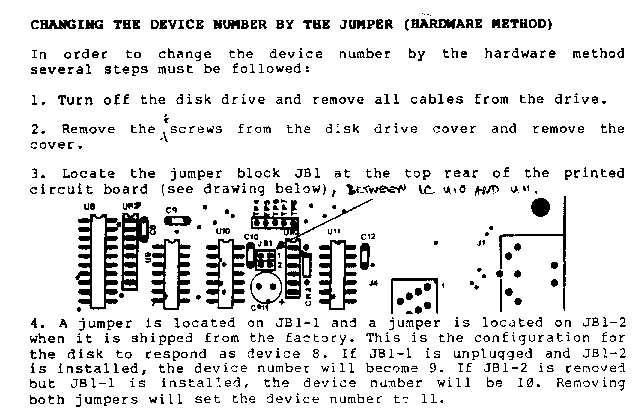 CHANGING THE DEVICE NUMBER BY THE JUMPER (HARDWARE METHOD)
In order to change the device number by the hardware method
several steps must be followed:
1. Turn off the disk drive and remove all cables from the drive.
2. Remove the screws from the disk drive cover and remove the
cover.
3. Locate the jumper block JB1 at the top rear of the printed
circuit board (see drawing below), BETWEEN IC U10 AND U11.
U8
C9
U9
U10
C10
JB1
1
2
U11
C12
J1
J4
1
4. A jumper is located on JB1-1 and a jumper is located on JB1-2
when it is shipped from the factory. This is the configuration for
the disk to respond as device 8. If JB1-1 is unplugged and JB1-2
is installed, the device number will become 9. If JB1-2 is removed
but JB1-1 is installed, the device number will be 10. Removing
both jumpers will set the device number to 11.